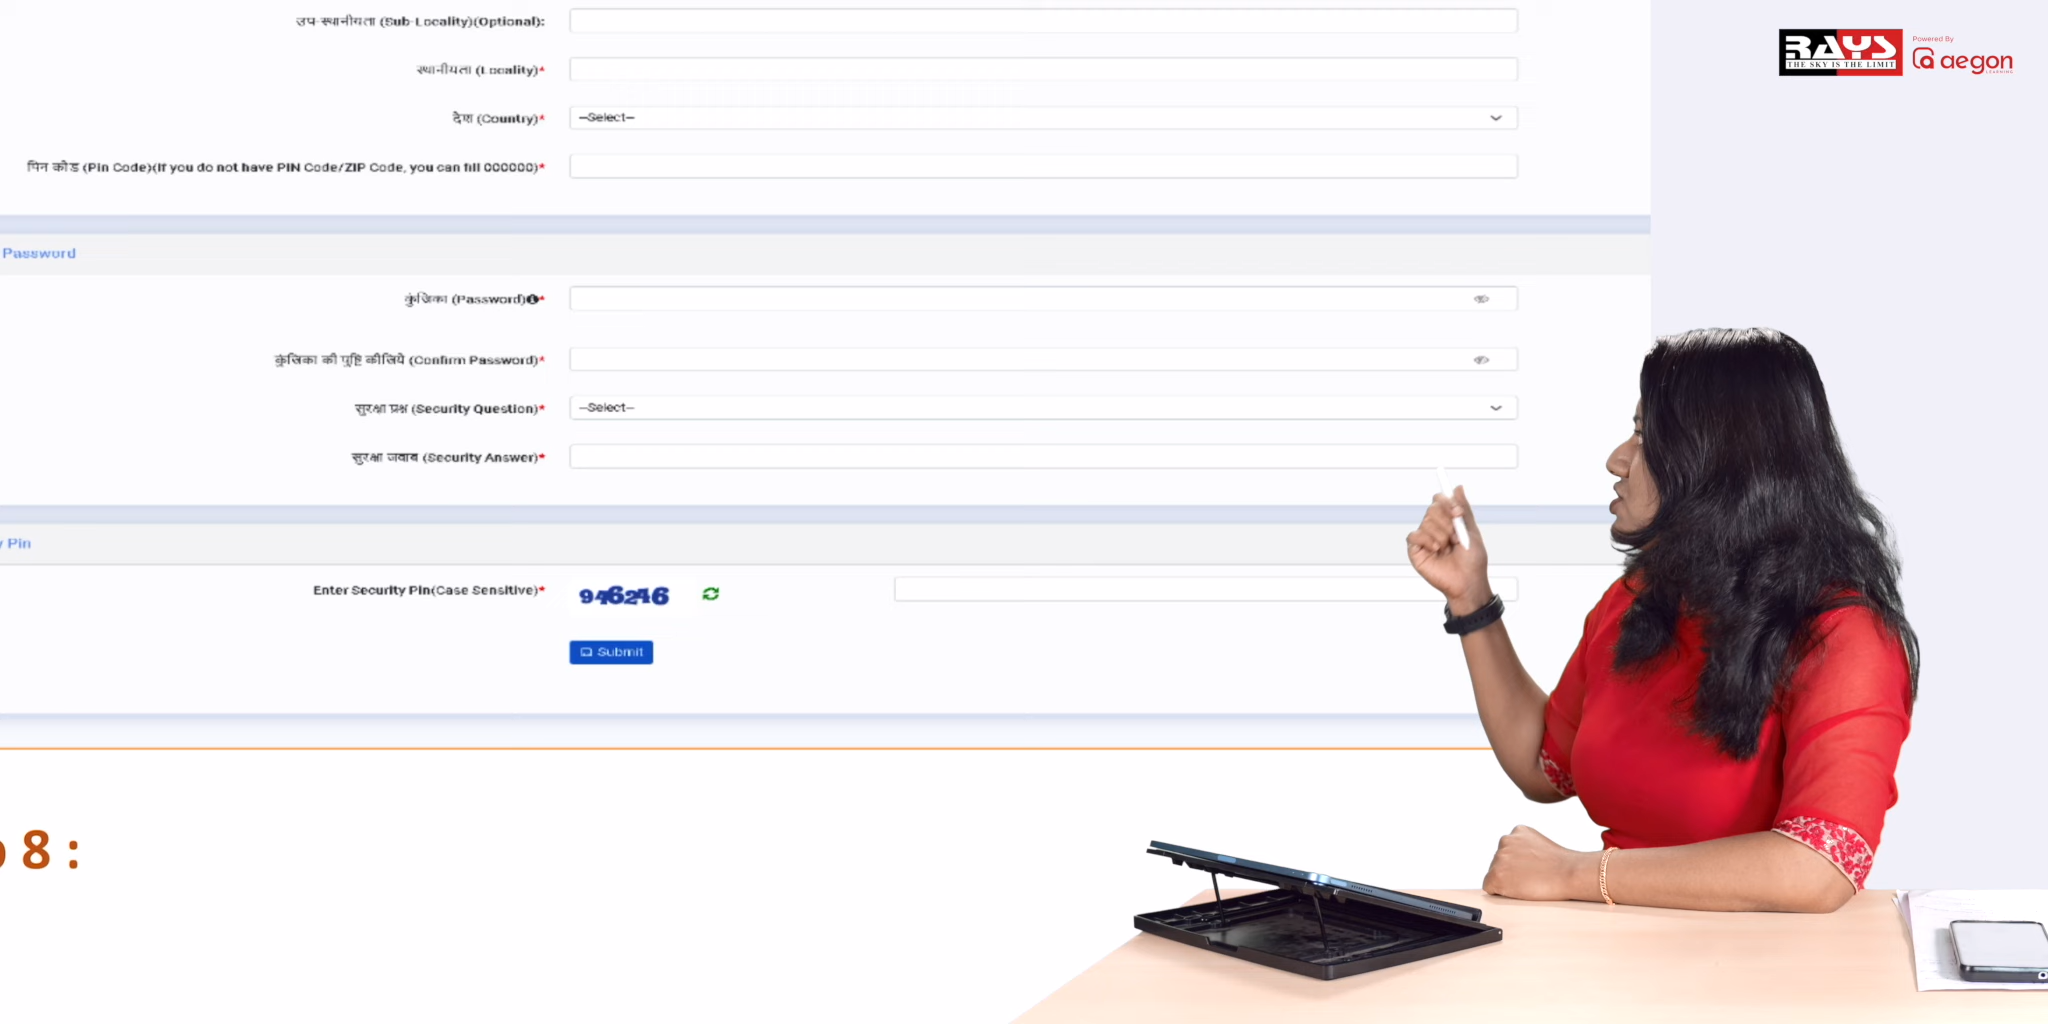 उप-स्थानीयता (Sub-Locality)(Optional):
स्थानीयता (Locality)*
देश (Country)* --Select--
पिन कोड (Pin Code)(If you do not have PIN Code/ZIP Code, you can fill 000000)*
Password
कुंजिका (Password)*
कुंजिका की पुष्टि कीजिये (Confirm Password)*
सुरक्षा प्रश्न (Security Question)* --Select--
सुरक्षा जवाब (Security Answer)*
y Pin
Enter Security Pin(Case Sensitive)* 946246
Submit
p 8 :
RAYS
THE SKY IS THE LIMIT
Powered By
aegon
LEARNING